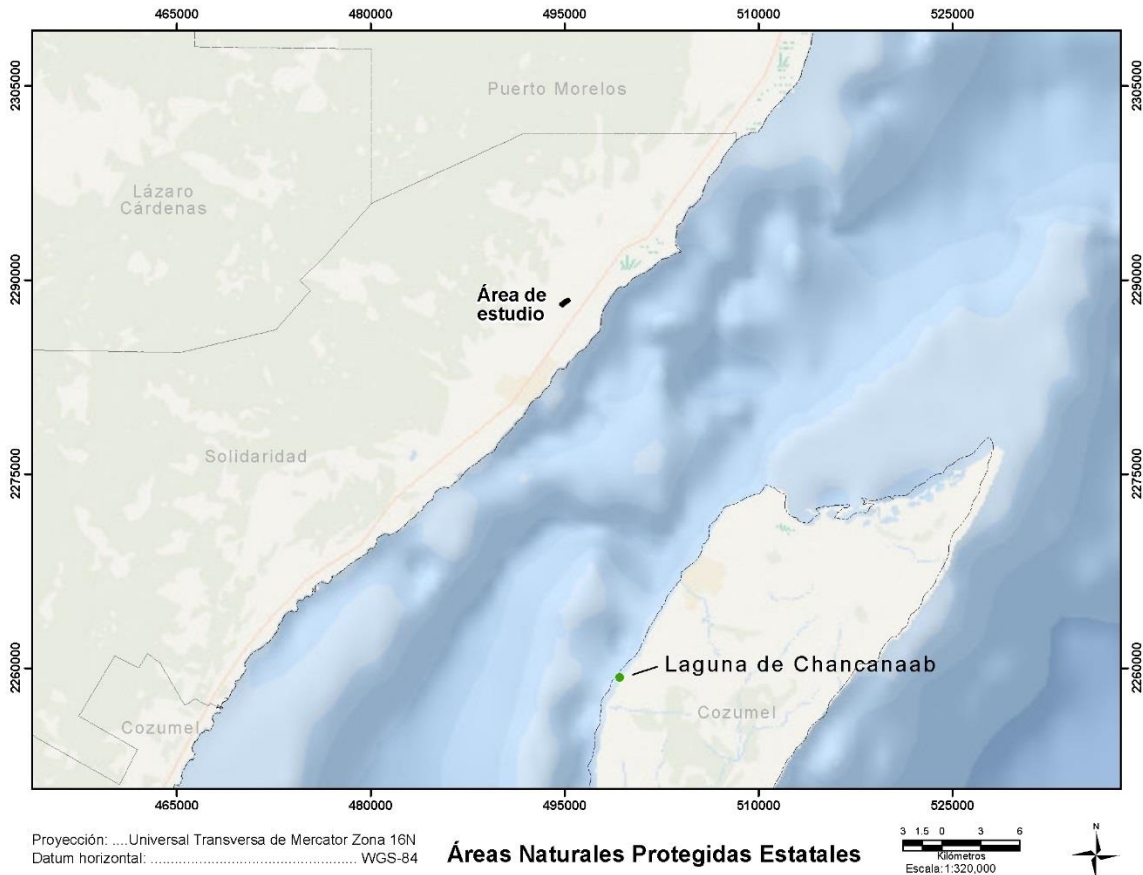 465000 480000 495000 510000 525000
2305000 2305000
Puerto Morelos
Lázaro
Cárdenas
2290000 2290000
Área de
estudio
Solidaridad
2275000 2275000
Laguna de Chancanaab
2260000 2260000
Cozumel
Cozumel
465000 480000 495000 510000 525000
Proyección: ....Universal Transversa de Mercator Zona 16N
Datum horizontal: ........................................ WGS-84
Áreas Naturales Protegidas Estatales
3 1.5 0 3 6
Kilómetros
Escala:1:320,000
N